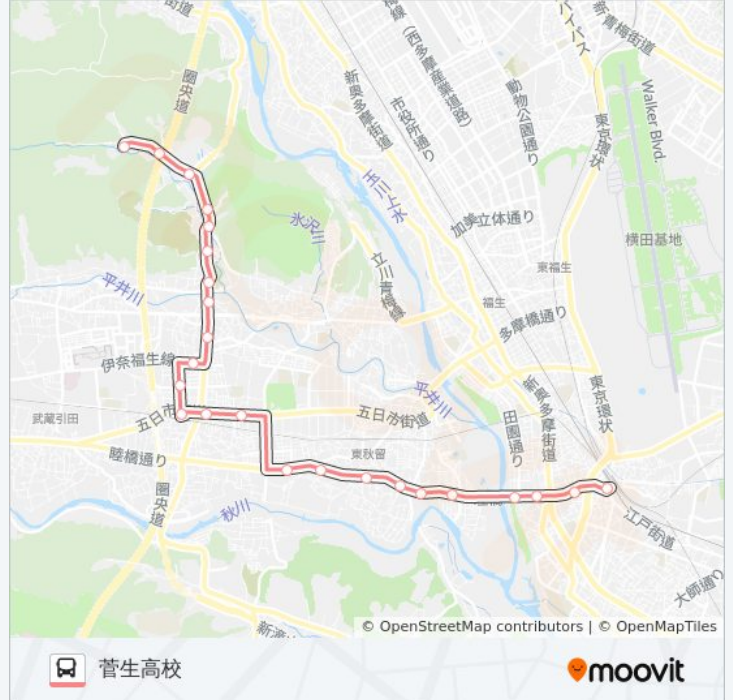 街道
圏央道
新奥多摩街道
線（西多摩産業道路）
市役所通り
動物公園通り
バイパス
青梅街道
東京環状
Walker Blvd.
玉川上水
氷沢川
加美立体通り
横田基地
東福生
立川青梅線
平井川
福生
多摩橋通り
伊奈福生線
平井川
新奥多摩街道
東京環状
武蔵引田
五日市
五日市街道
田園通り
睦橋通り
東秋留
圏央道
秋川
江戸街道
大師通り
新滝
© OpenStreetMap contributors | © OpenMapTiles
菅生高校
moovit